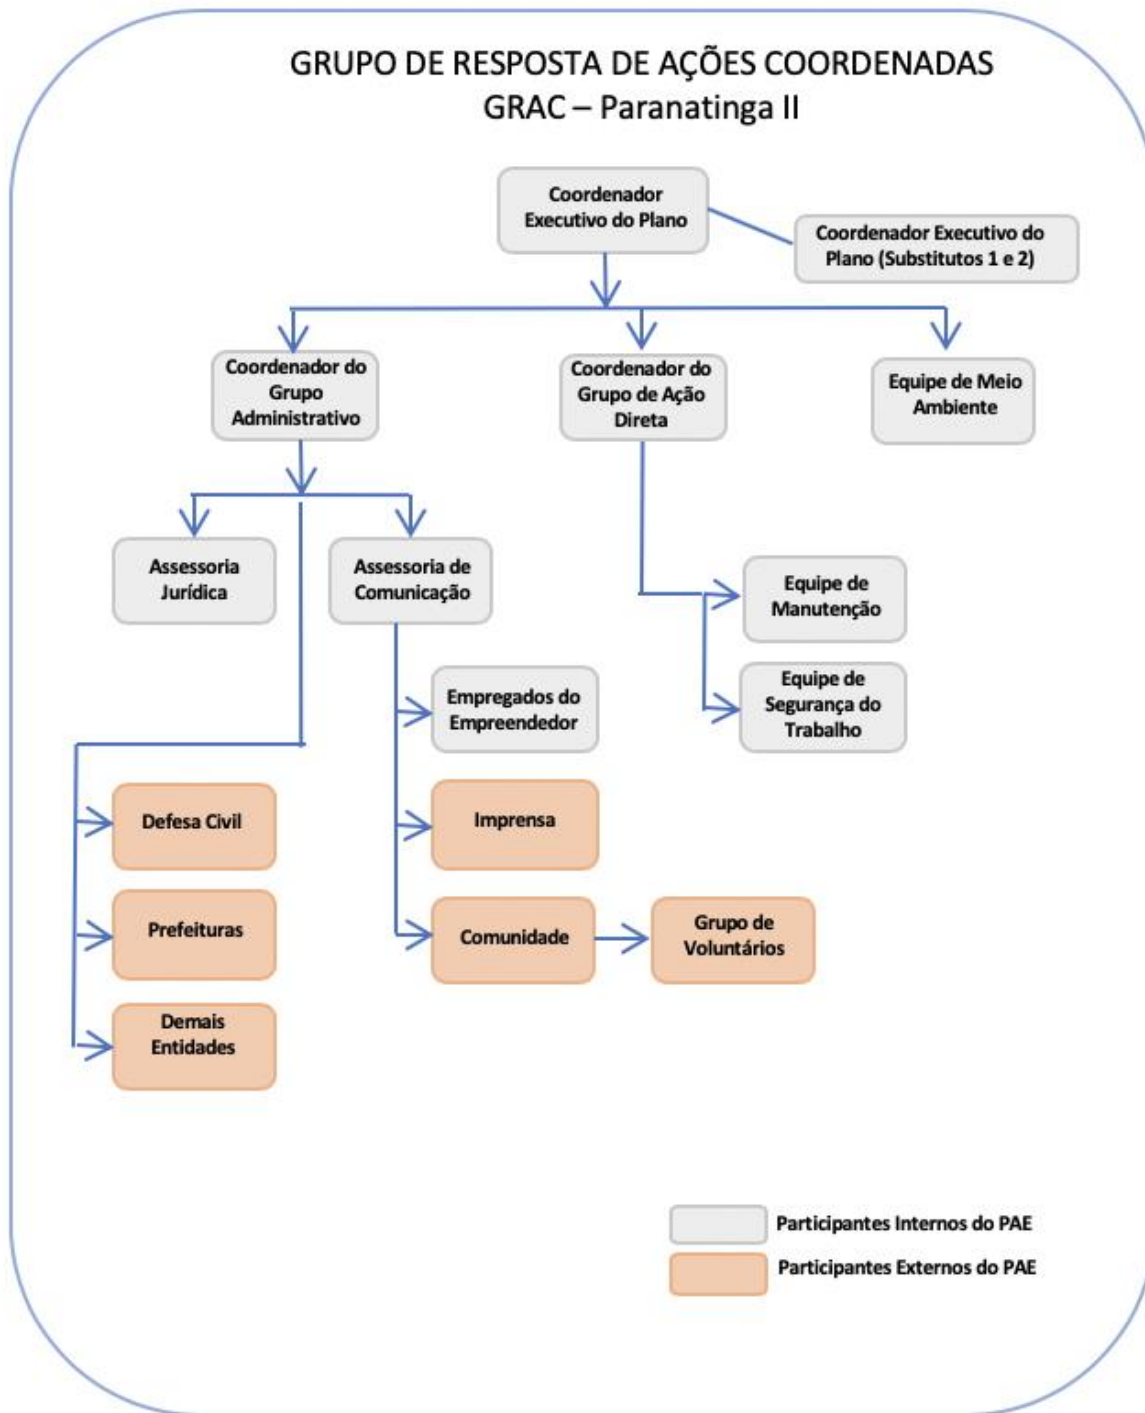 GRUPO DE RESPOSTA DE AÇÕES COORDENADAS
GRAC – Paranatinga II
Coordenador
Executivo do Plano
Coordenador Executivo do
Plano (Substitutos 1 e 2)
Coordenador do
Grupo
Administrativo
Coordenador do
Grupo de Ação
Direta
Equipe de Meio
Ambiente
Assessoria
Jurídica
Assessoria de
Comunicação
Equipe de
Manutenção
Empregados do
Empreendedor
Equipe de
Segurança do
Trabalho
Defesa Civil
Imprensa
Prefeituras
Comunidade
Grupo de
Voluntários
Demais
Entidades
Participantes Internos do PAE
Participantes Externos do PAE